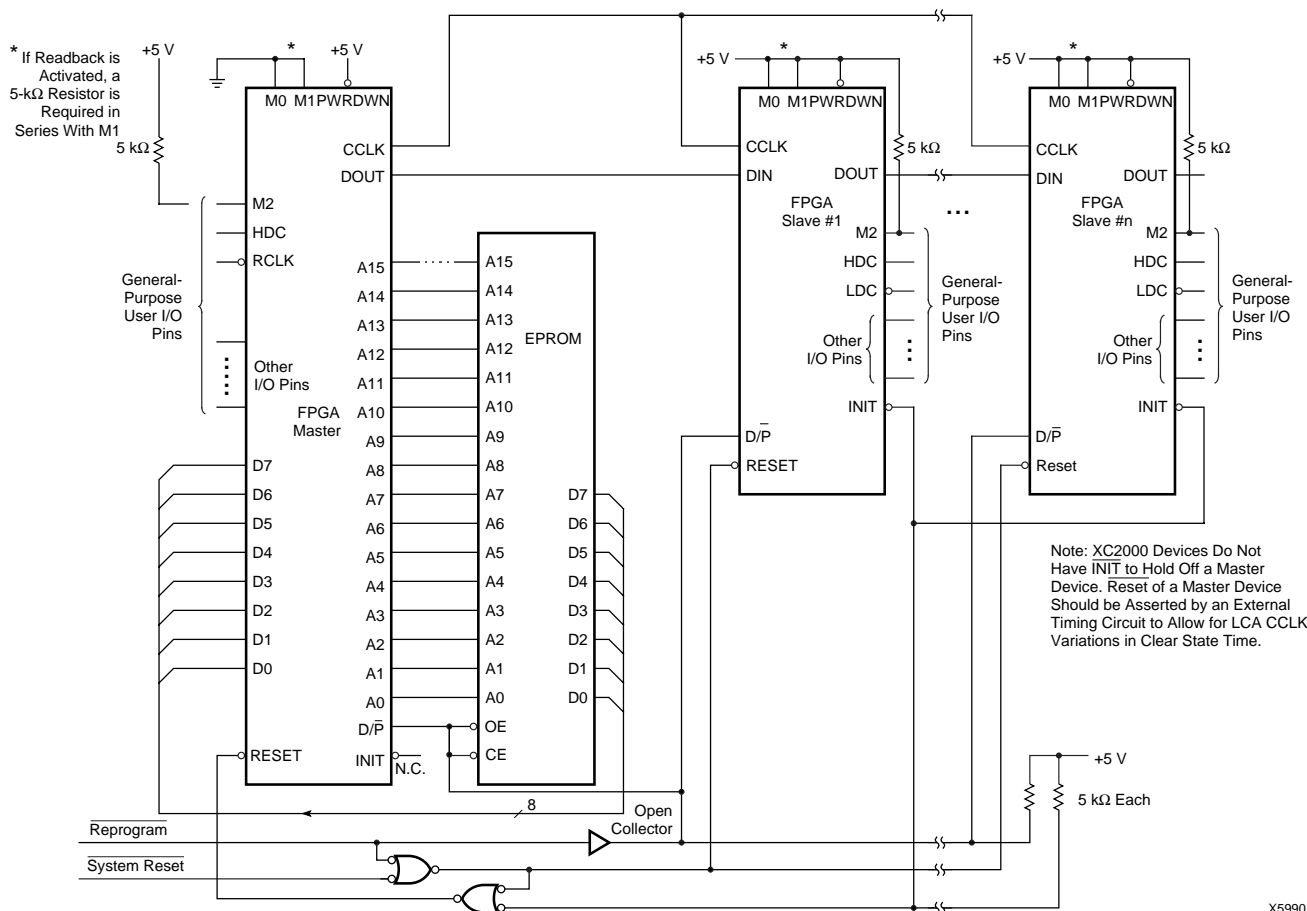 * If Readback is
Activated, a
5-kΩ Resistor is
Required in
Series With M1
+5 V
5 kΩ
*
+5 V
M0 M1PWRDWN
CCLK
DOUT
M2
HDC
RCLK
General-
Purpose
User I/O
Pins
Other
I/O Pins
FPGA
Master
A15
A14
A13
A12
A11
A10
A9
A8
A7
A6
A5
A4
A3
A2
A1
A0
D/P̅
INIT
N.C.
D7
D6
D5
D4
D3
D2
D1
D0
RESET
A15
A14
A13
A12
A11
A10
A9
A8
A7
A6
A5
A4
A3
A2
A1
A0
OE
CE
EPROM
D7
D6
D5
D4
D3
D2
D1
D0
8
+5 V
*
M0 M1PWRDWN
CCLK
DIN
DOUT
5 kΩ
FPGA
Slave #1
...
M2
HDC
LDC
Other
I/O Pins
General-
Purpose
User I/O
Pins
INIT
D/P̅
RESET
+5 V
*
M0 M1PWRDWN
CCLK
DIN
DOUT
5 kΩ
FPGA
Slave #n
M2
HDC
LDC
Other
I/O Pins
General-
Purpose
User I/O
Pins
INIT
D/P̅
Reset
Note: XC2000 Devices Do Not
Have INIT to Hold Off a Master
Device. Reset of a Master Device
Should be Asserted by an External
Timing Circuit to Allow for LCA CCLK
Variations in Clear State Time.
+5 V
5 kΩ Each
Open
Collector
Reprogram
System Reset
X5990